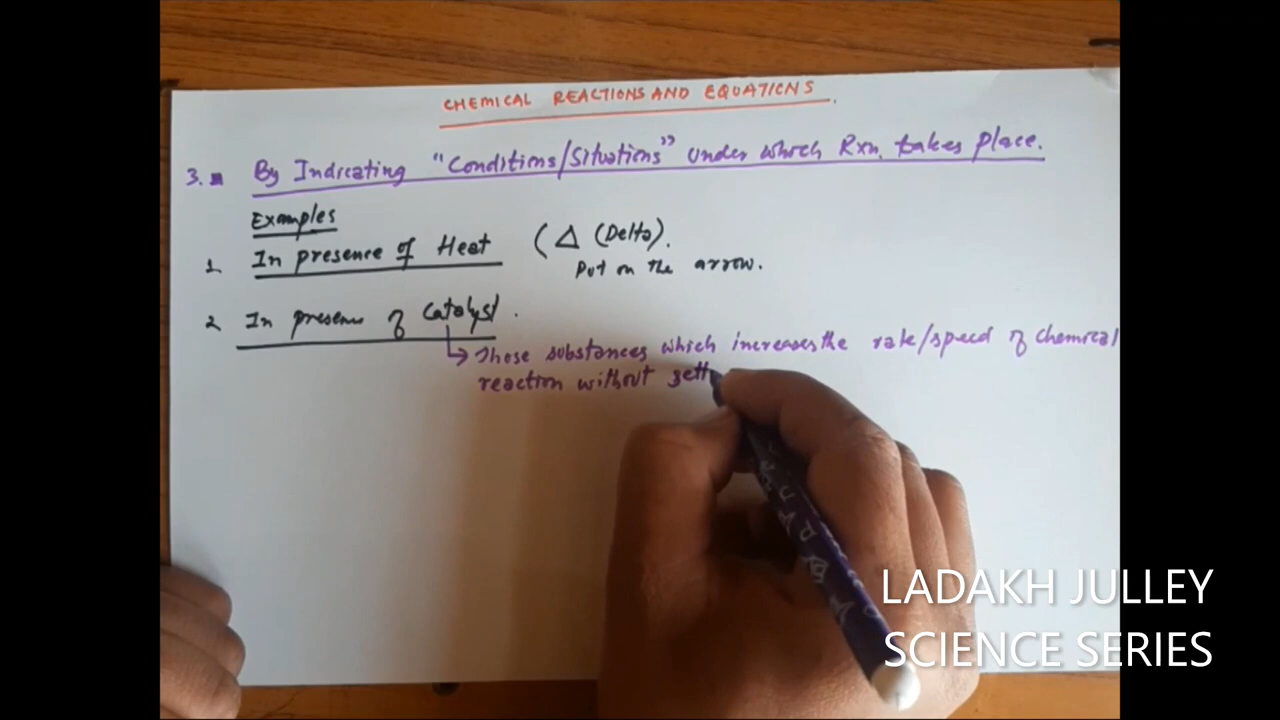 CHEMICAL REACTIONS AND EQUATIONS.
3. By Indicating "Conditions/Situations" Under which Rxn. takes Place.
Examples
1. In presence of Heat (Δ (Delta).
Put on the arrow.
2. In presence of Catalyst.
↳ Those substances which increases the rate/speed of chemical
reaction without gett
LADAKH JULLEY
SCIENCE SERIES